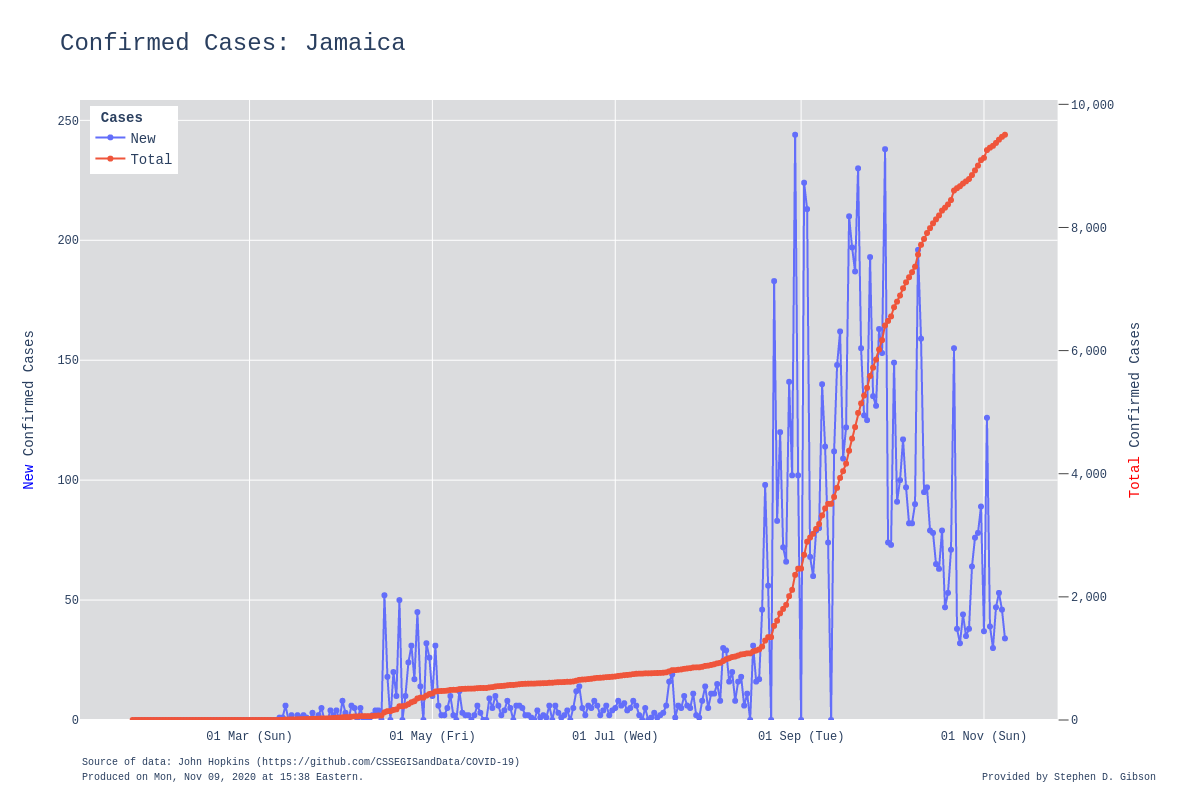 Confirmed Cases: Jamaica
Cases
New
Total
250
200
150
100
50
0
10,000
8,000
6,000
4,000
2,000
0
New Confirmed Cases
Total Confirmed Cases
01 Mar (Sun)
01 May (Fri)
01 Jul (Wed)
01 Sep (Tue)
01 Nov (Sun)
Source of data: John Hopkins (https://github.com/CSSEGISandData/COVID-19)
Produced on Mon, Nov 09, 2020 at 15:38 Eastern.
Provided by Stephen D. Gibson